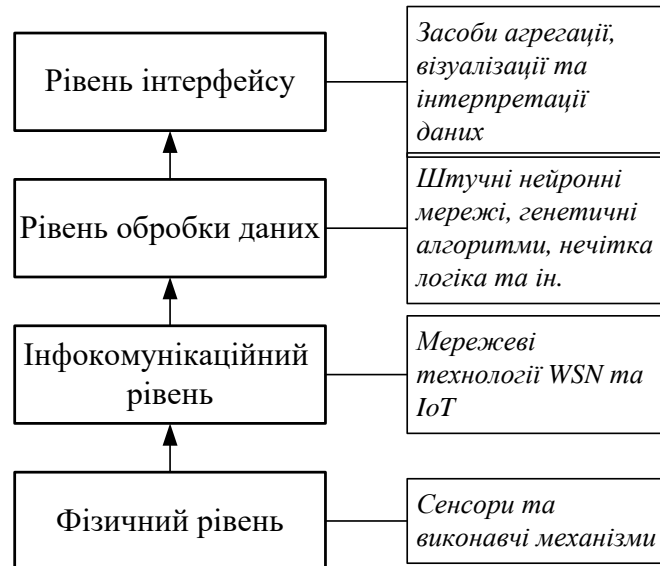 Рівень інтерфейсу
Засоби агрегації,
візуалізації та
інтерпретації
даних
Рівень обробки даних
Штучні нейронні
мережі, генетичні
алгоритми, нечітка
логіка та ін.
Інфокомунікаційний
рівень
Мережеві
технології WSN та
IoT
Фізичний рівень
Сенсори та
виконавчі механізми